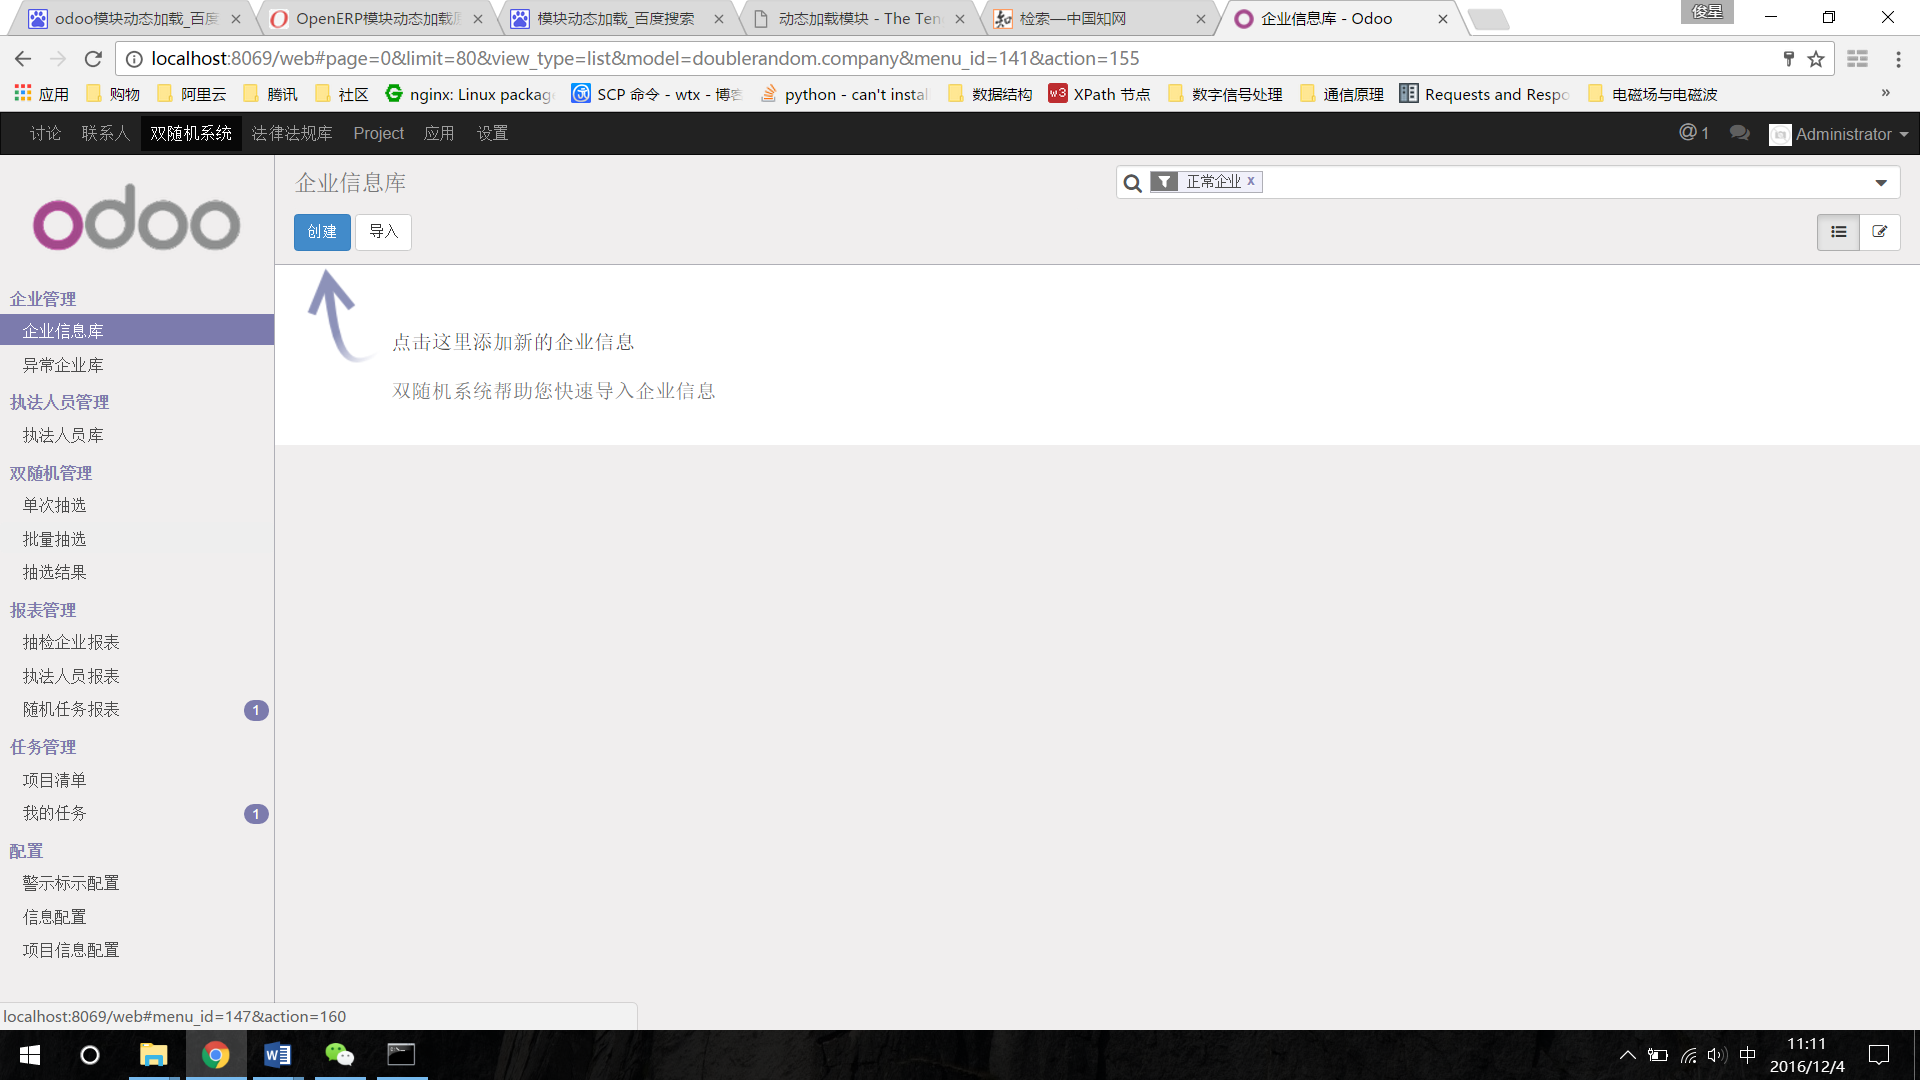 odoo模块动态加载_百度
OpenERP模块动态加载
模块动态加载_百度搜索
动态加载模块 - The Ten
检索—中国知网
企业信息库 - Odoo
俊星
localhost:8069/web#page=0&limit=80&view_type=list&model=doublerandom.company&menu_id=141&action=155
应用 购物 阿里云 腾讯 社区 nginx: Linux package SCP 命令 - wtx - 博客 python - can't instal 数据结构 XPath 节点 数字信号处理 通信原理 Requests and Respo 电磁场与电磁波 »
讨论 联系人 双随机系统 法律法规库 Project 应用 设置 @ 1 Administrator
odoo
企业信息库
正常企业 x
创建 导入
点击这里添加新的企业信息
双随机系统帮助您快速导入企业信息
企业管理
企业信息库
异常企业库
执法人员管理
执法人员库
双随机管理
单次抽选
批量抽选
抽选结果
报表管理
抽检企业报表
执法人员报表
随机任务报表 1
任务管理
项目清单
我的任务 1
配置
警示标示配置
信息配置
项目信息配置
localhost:8069/web#menu_id=147&action=160
中
11:11
2016/12/4